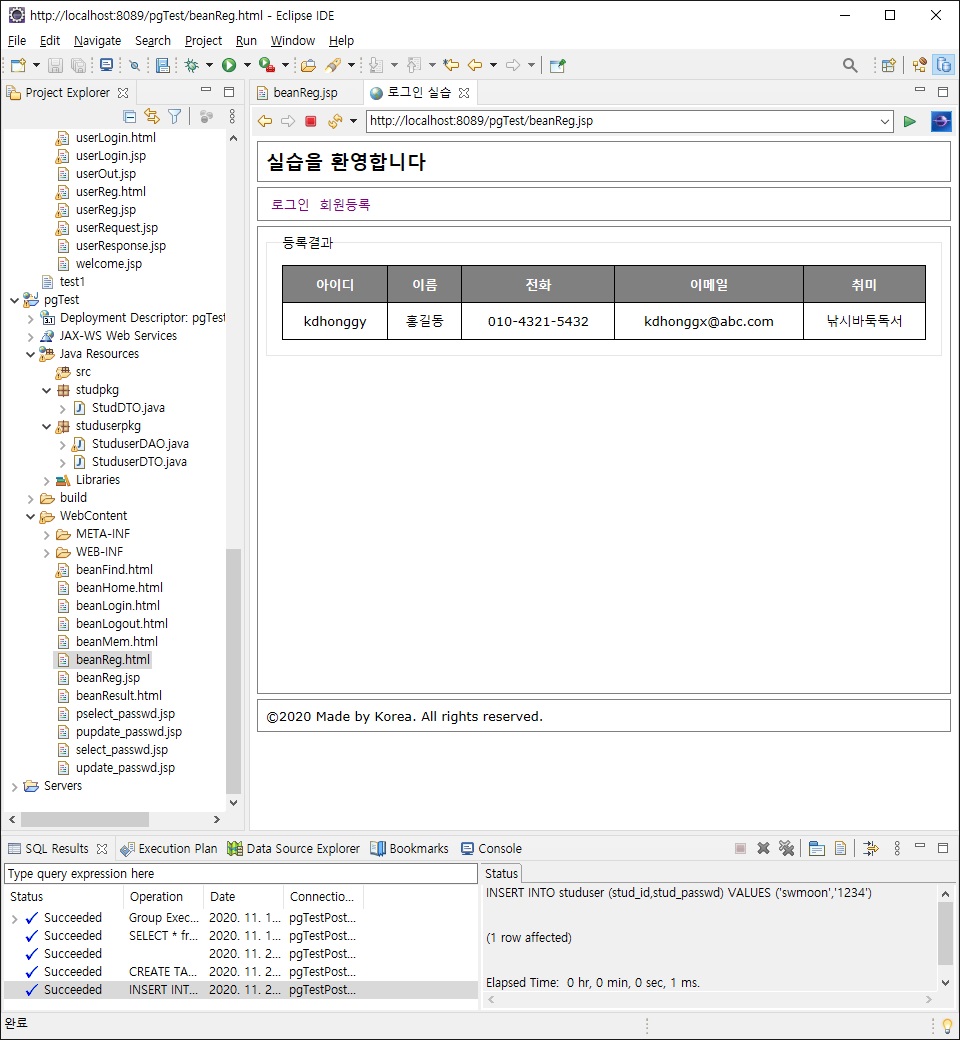 http://localhost:8089/pgTest/beanReg.html - Eclipse IDE
File Edit Navigate Search Project Run Window Help
Project Explorer
beanReg.jsp
로그인 실습
http://localhost:8089/pgTest/beanReg.jsp
userLogin.html
userLogin.jsp
userOut.jsp
userReg.html
userReg.jsp
userRequest.jsp
userResponse.jsp
welcome.jsp
test1
pgTest
Deployment Descriptor: pgTest
JAX-WS Web Services
Java Resources
src
studpkg
StudDTO.java
studuserpkg
StuduserDAO.java
StuduserDTO.java
Libraries
build
WebContent
META-INF
WEB-INF
beanFind.html
beanHome.html
beanLogin.html
beanLogout.html
beanMem.html
beanReg.html
beanReg.jsp
beanResult.html
pselect_passwd.jsp
pupdate_passwd.jsp
select_passwd.jsp
update_passwd.jsp
Servers
실습을 환영합니다
로그인 회원등록
등록결과
아이디 이름 전화 이메일 취미
kdhonggy 홍길동 010-4321-5432 kdhonggx@abc.com 낚시바둑독서
©2020 Made by Korea. All rights reserved.
SQL Results Execution Plan Data Source Explorer Bookmarks Console
Type query expression here
Status Operation Date Connectio...
Succeeded Group Exec... 2020. 11. 1... pgTestPost...
Succeeded SELECT * fr... 2020. 11. 1... pgTestPost...
Succeeded 2020. 11. 2... pgTestPost...
Succeeded CREATE TA... 2020. 11. 2... pgTestPost...
Succeeded INSERT INT... 2020. 11. 2... pgTestPost...
Status
INSERT INTO studuser (stud_id,stud_passwd) VALUES ('swmoon','1234')
(1 row affected)
Elapsed Time:  0 hr, 0 min, 0 sec, 1 ms.
완료